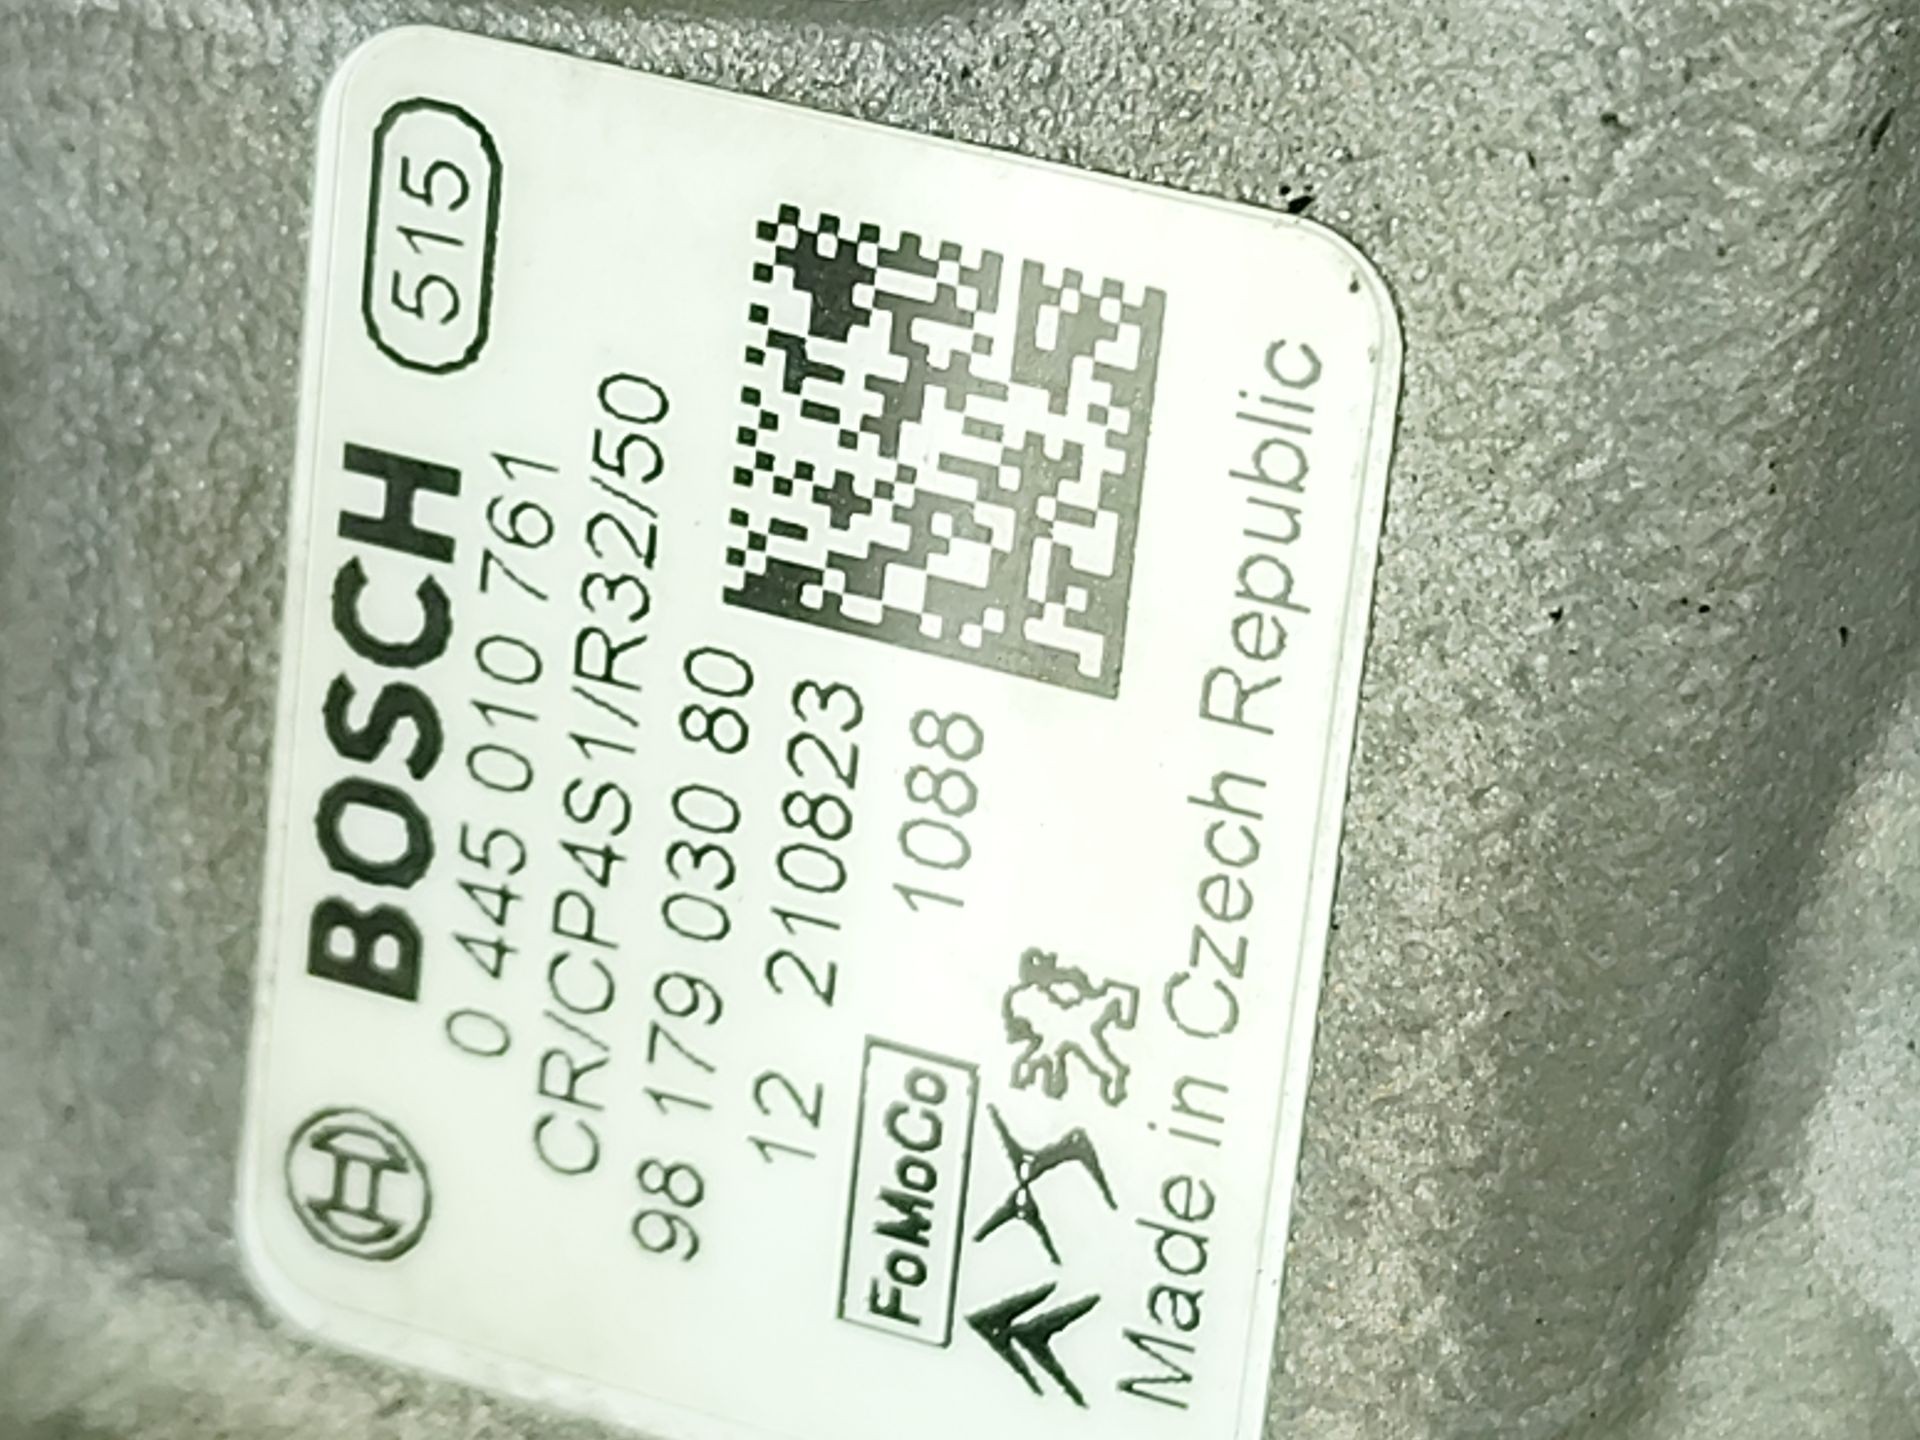 BOSCH 515
0 445 010 761
CR/CP4S1/R32/50
98 179 030 80
12 210823
FoMoCo 1088
Made in Czech Republic